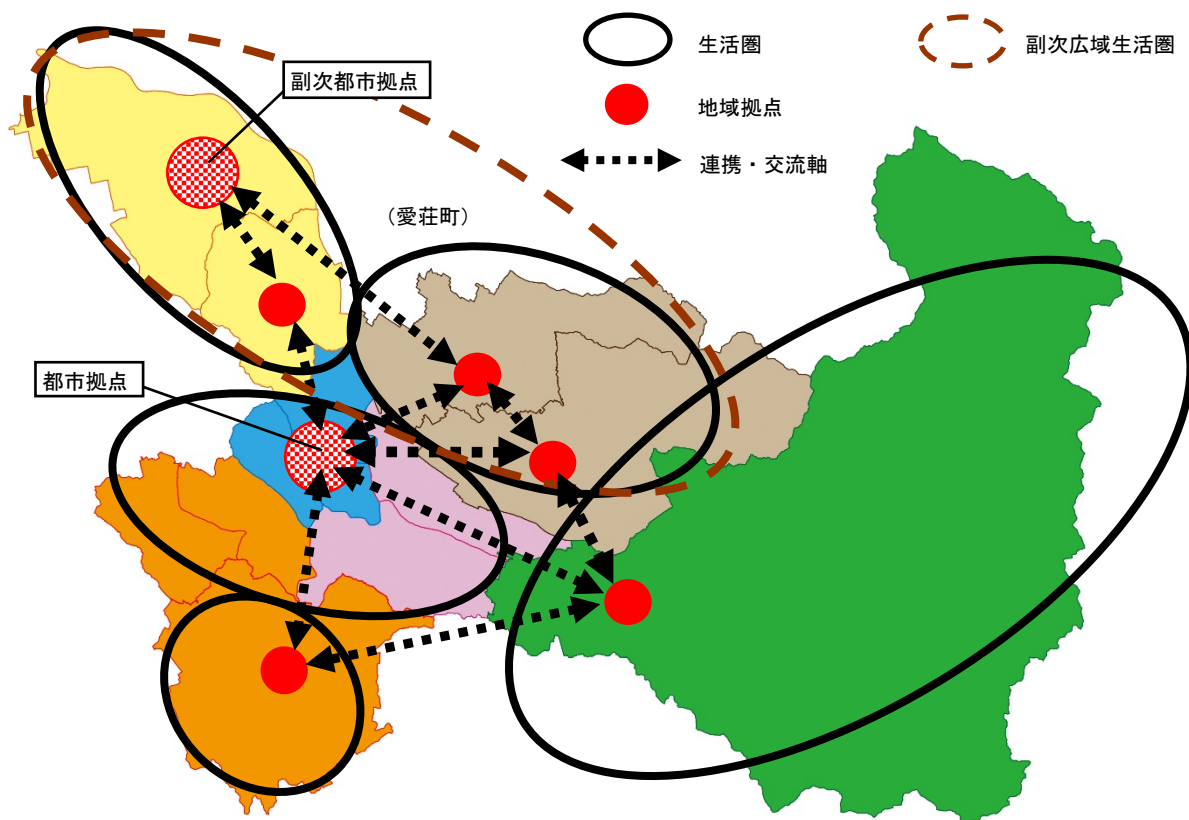 生活圏
副次広域生活圏
副次都市拠点
地域拠点
連携・交流軸
(愛荘町)
都市拠点